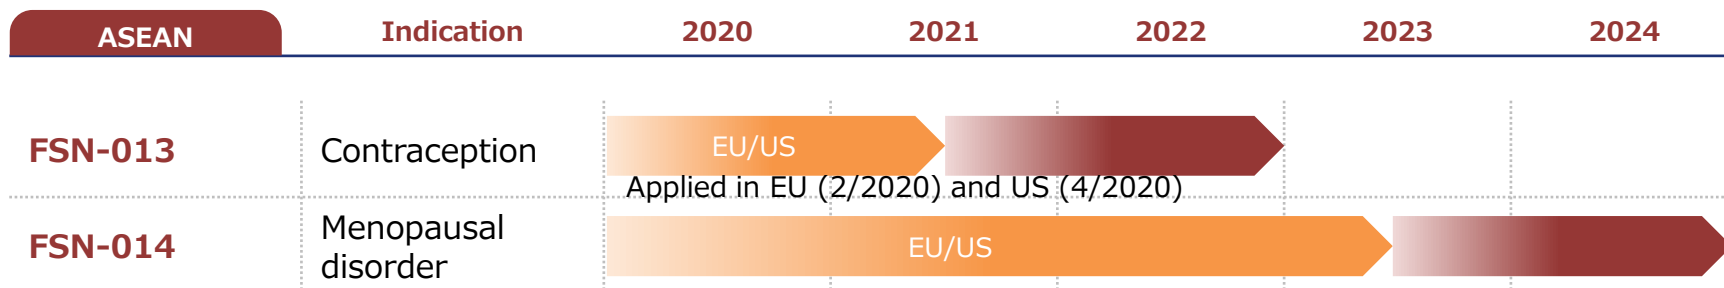 ASEAN Indication 2020 2021 2022 2023 2024
FSN-013 Contraception EU/US
Applied in EU (2/2020) and US (4/2020)
FSN-014 Menopausal
disorder EU/US